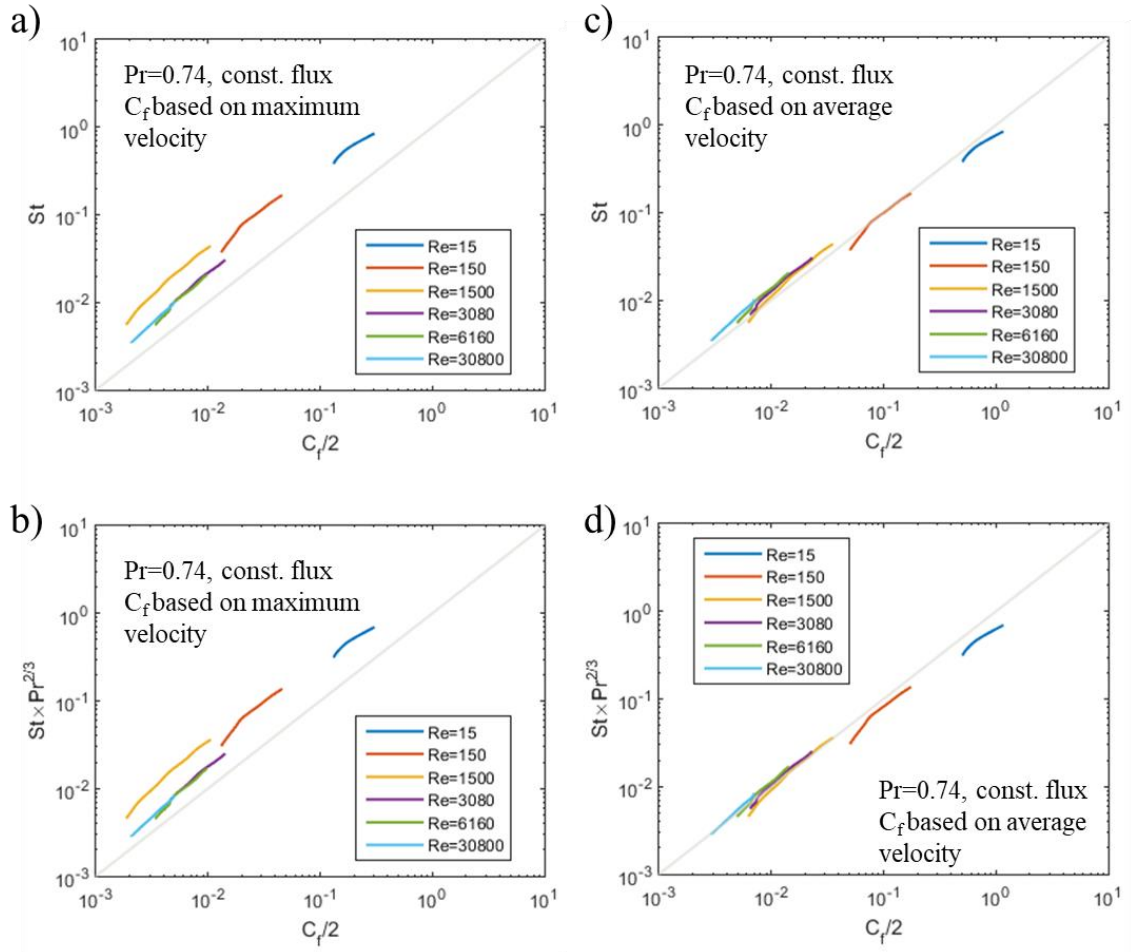 a)
10^1
10^0
10^-1
10^-2
10^-3
St
Pr=0.74, const. flux
C_f based on maximum
velocity
Re=15
Re=150
Re=1500
Re=3080
Re=6160
Re=30800
10^-3 10^-2 10^-1 10^0 10^1
C_f/2
c)
10^1
10^0
10^-1
10^-2
10^-3
St
Pr=0.74, const. flux
C_f based on average
velocity
Re=15
Re=150
Re=1500
Re=3080
Re=6160
Re=30800
10^-3 10^-2 10^-1 10^0 10^1
C_f/2
b)
10^1
10^0
10^-1
10^-2
10^-3
St×Pr^2/3
Pr=0.74, const. flux
C_f based on maximum
velocity
Re=15
Re=150
Re=1500
Re=3080
Re=6160
Re=30800
10^-3 10^-2 10^-1 10^0 10^1
C_f/2
d)
10^1
10^0
10^-1
10^-2
10^-3
St×Pr^2/3
Re=15
Re=150
Re=1500
Re=3080
Re=6160
Re=30800
Pr=0.74, const. flux
C_f based on average
velocity
10^-3 10^-2 10^-1 10^0 10^1
C_f/2